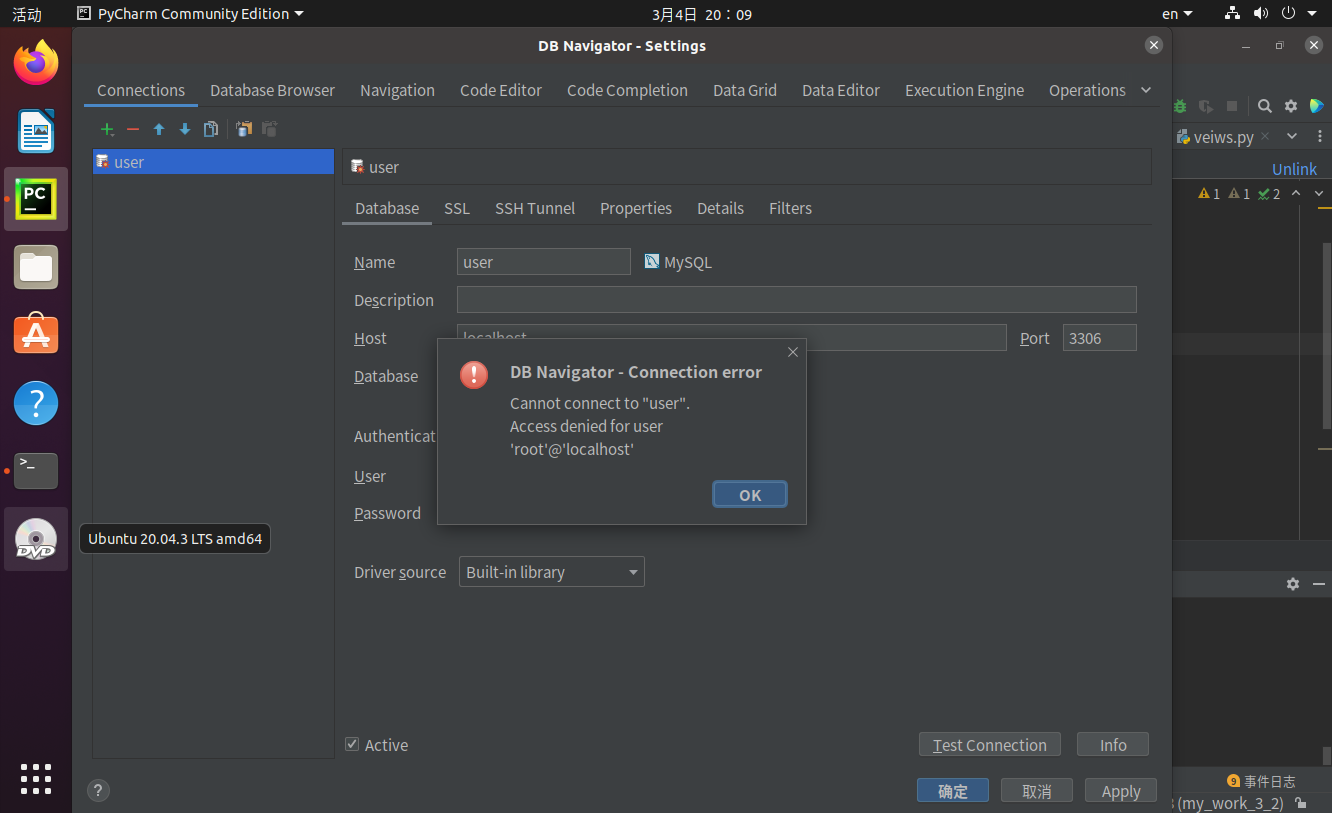 活动
PyCharm Community Edition
3月4日 20：09
en
DB Navigator - Settings
Connections
Database Browser
Navigation
Code Editor
Code Completion
Data Grid
Data Editor
Execution Engine
Operations
user
user
veiws.py
Unlink
1
1
2
Database
SSL
SSH Tunnel
Properties
Details
Filters
Name
user
MySQL
Description
Host
localhost
Port
3306
Database
DB Navigator - Connection error
Cannot connect to "user".
Access denied for user
'root'@'localhost'
OK
Authenticat
User
Password
PC
>_
DVD
Ubuntu 20.04.3 LTS amd64
Driver source
Built-in library
Active
Test Connection
Info
?
确定
取消
Apply
9 事件日志
(my_work_3_2)